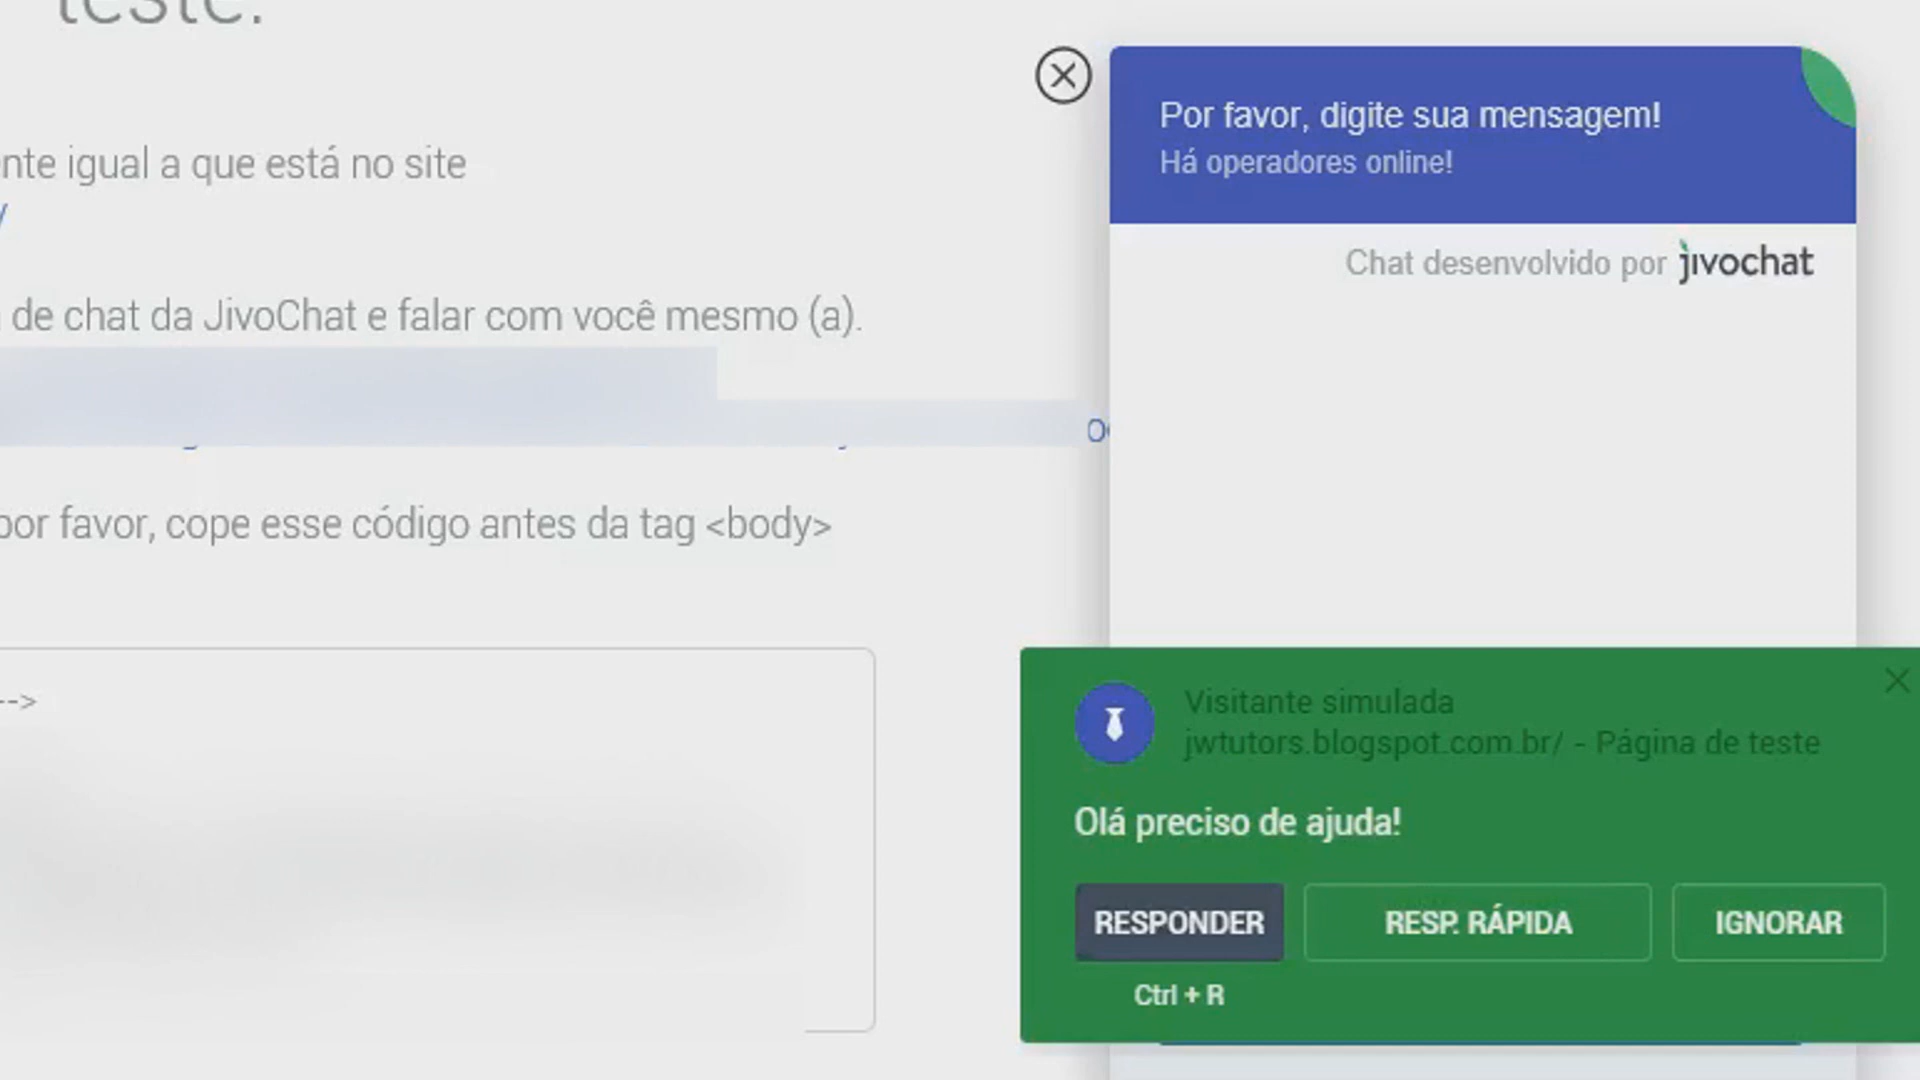 teste.
nte igual a que está no site
de chat da JivoChat e falar com você mesmo (a).
por favor, cope esse código antes da tag <body>
-->
Por favor, digite sua mensagem!
Há operadores online!
Chat desenvolvido por jivochat
Visitante simulada
jwtutors.blogspot.com.br/ - Página de teste
Olá preciso de ajuda!
RESPONDER RESP. RÁPIDA IGNORAR
Ctrl + R